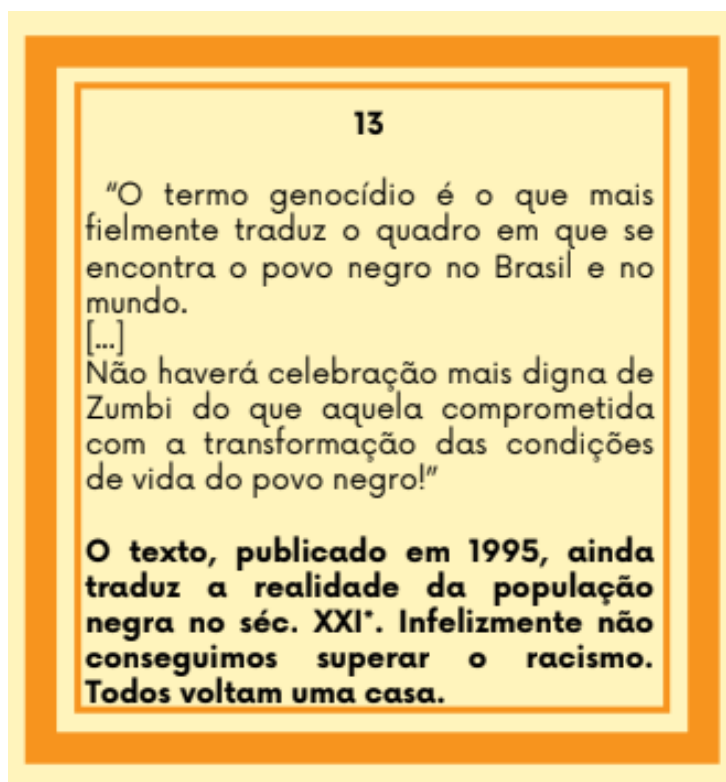 13
“O termo genocídio é o que mais
fielmente traduz o quadro em que se
encontra o povo negro no Brasil e no
mundo.
[...]
Não haverá celebração mais digna de
Zumbi do que aquela comprometida
com a transformação das condições
de vida do povo negro!”
O texto, publicado em 1995, ainda
traduz a realidade da população
negra no séc. XXI*. Infelizmente não
conseguimos superar o racismo.
Todos voltam uma casa.